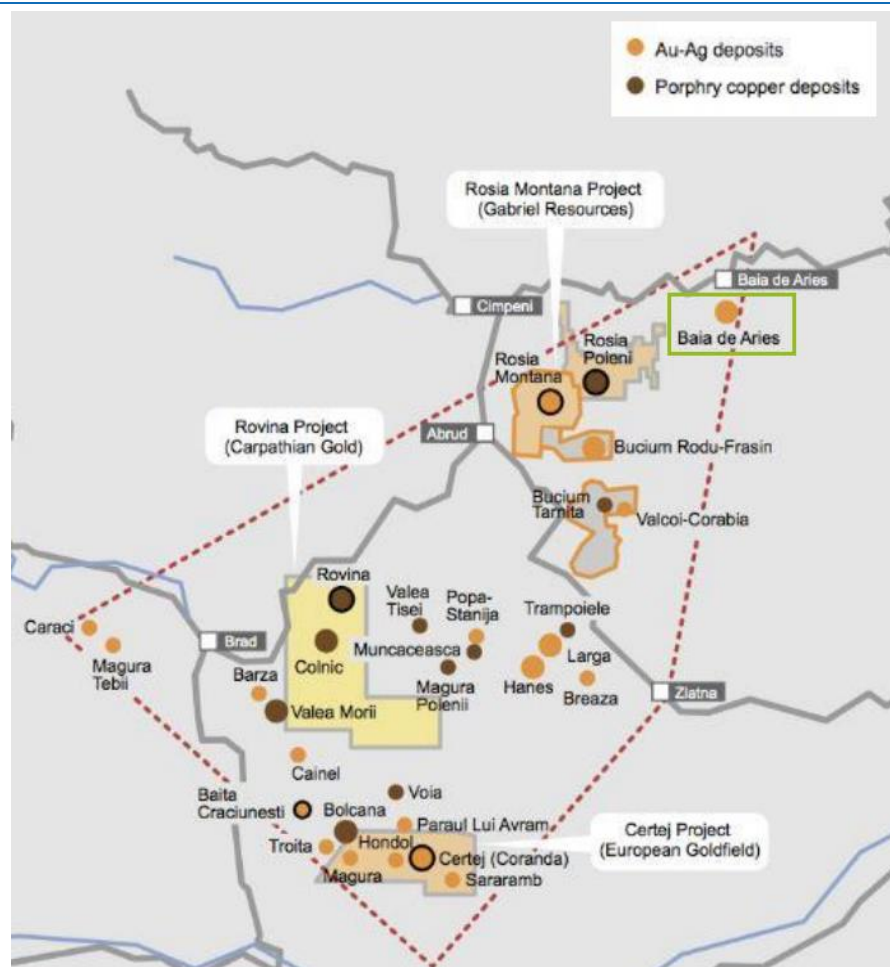 Au-Ag deposits
Porphry copper deposits
Rosia Montana Project
(Gabriel Resources)
Baia de Aries
Cimpeni
Baia de Aries
Rosia
Poleni
Rosia
Montana
Rovina Project
(Carpathian Gold)
Abrud
Bucium Rodu-Frasin
Bucium
Tarnita
Valcoi-Corabia
Rovina
Valea
Tisei
Popa-
Stanija
Trampoiele
Caraci
Brad
Colnic
Muncaceasca
Larga
Magura
Tebii
Barza
Magura
Polenii
Hanes
Breaza
Zlatna
Valea Morii
Cainel
Baita
Craciunesti
Voia
Bolcana
Paraul Lui Avram
Certej Project
(European Goldfield)
Troita
Hondol
Certej (Coranda)
Magura
Sararamb